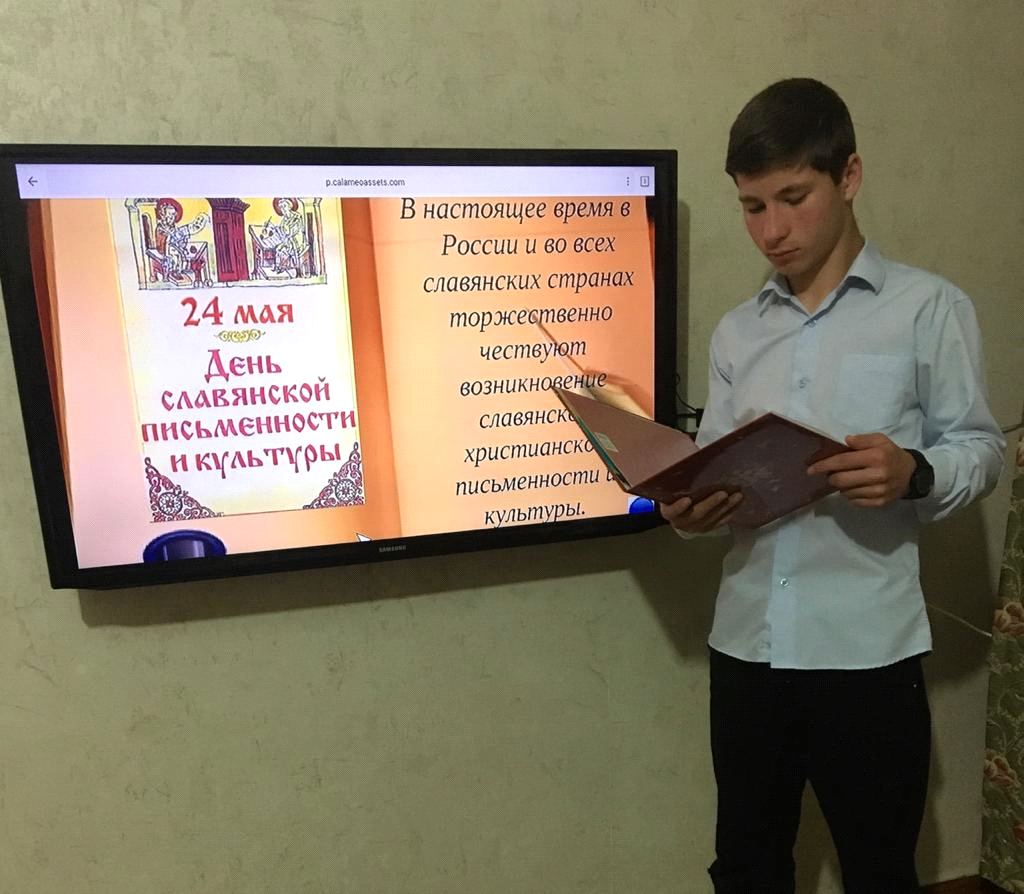 p.calameoassets.com
24 мая
День
славянской
письменности
и культуры
В настоящее время в
России и во всех
славянских странах
торжественно
чествуют
возникновение
христианско
письменности
культуры.
SAMSUNG